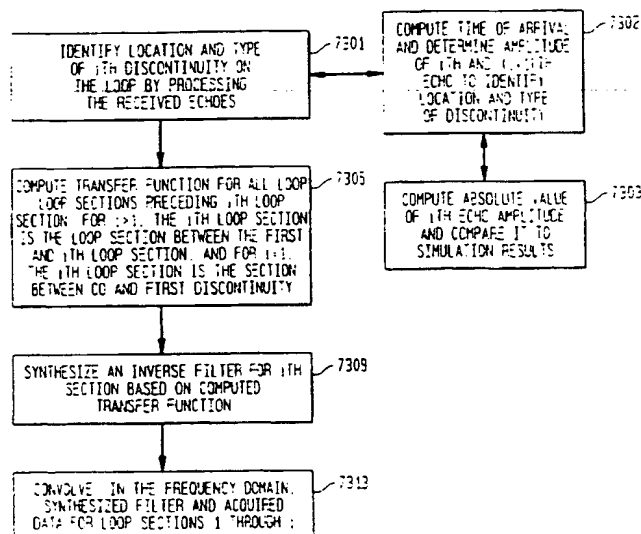 IDENTIFY LOCATION AND TYPE
OF iTH DISCONTINUITY ON
THE LOOP BY PROCESSING
THE RECEIVED ECHOES
7301
COMPUTE TIME OF ARRIVAL
AND DETERMINE AMPLITUDE
OF iTH AND
ECHO TO IDENTIFY
LOCATION AND TYPE
OF DISCONTINUITY
7302
COMPUTE ABSOLUTE VALUE
OF iTH ECHO AMPLITUDE
AND COMPARE IT TO
SIMULATION RESULTS
7303
COMPUTE TRANSFER FUNCTION FOR ALL LOOP
LOOP SECTIONS PRECEDING iTH LOOP
SECTION. FOR i>1, THE iTH LOOP SECTION
IS THE LOOP SECTION BETWEEN THE FIRST
AND iTH LOOP SECTION, AND FOR i=1,
THE iTH LOOP SECTION IS THE SECTION
BETWEEN CO AND FIRST DISCONTINUITY
7305
SYNTHESIZE AN INVERSE FILTER FOR iTH
SECTION BASED ON COMPUTED
TRANSFER FUNCTION
7309
CONVOLVE, IN THE FREQUENCY DOMAIN,
SYNTHESIZED FILTER AND ACQUIRED
DATA FOR LOOP SECTIONS 1 THROUGH i
7313